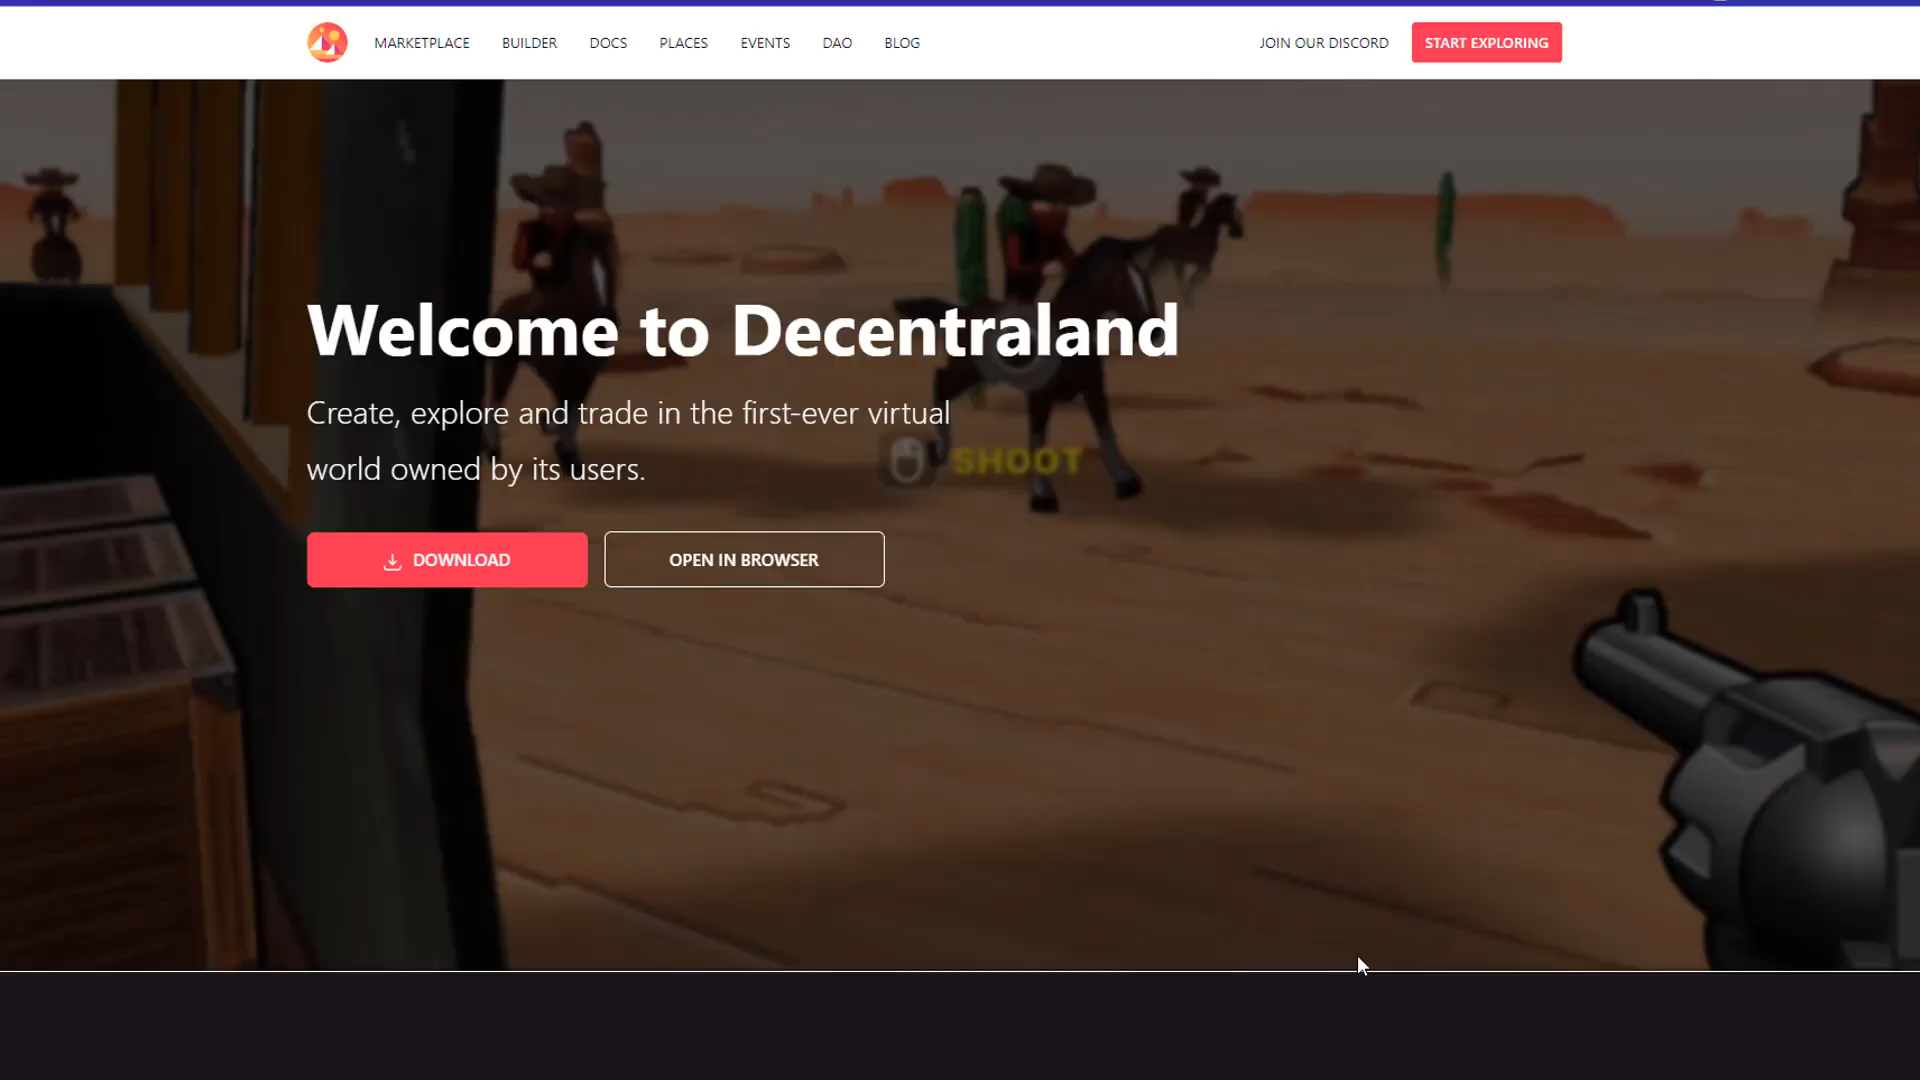 MARKETPLACE BUILDER DOCS PLACES EVENTS DAO BLOG JOIN OUR DISCORD START EXPLORING
Welcome to Decentraland
Create, explore and trade in the first-ever virtual
world owned by its users.
SHOOT
DOWNLOAD OPEN IN BROWSER